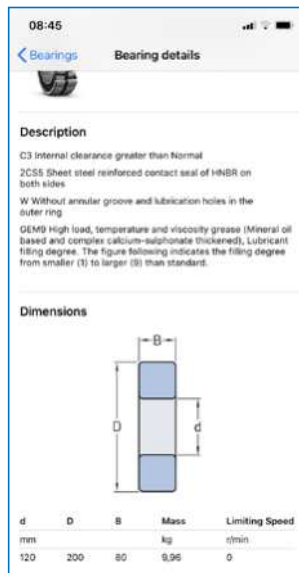 08:45
Bearings
Bearing details
Description
C3 Internal clearance greater than Normal
2CS5 Sheet steel reinforced contact seal of HNBR on
both sides
W Without annular groove and lubrication holes in the
outer ring
GEM9 High load, temperature and viscosity grease (Mineral oil
based and complex calcium-sulphonate thickened), Lubricant
filling degree. The figure following indicates the filling degree
from smaller (1) to larger (9) than standard.
Dimensions
B
D
d
d D B Mass Limiting Speed
mm kg r/min
120 200 80 9,96 0